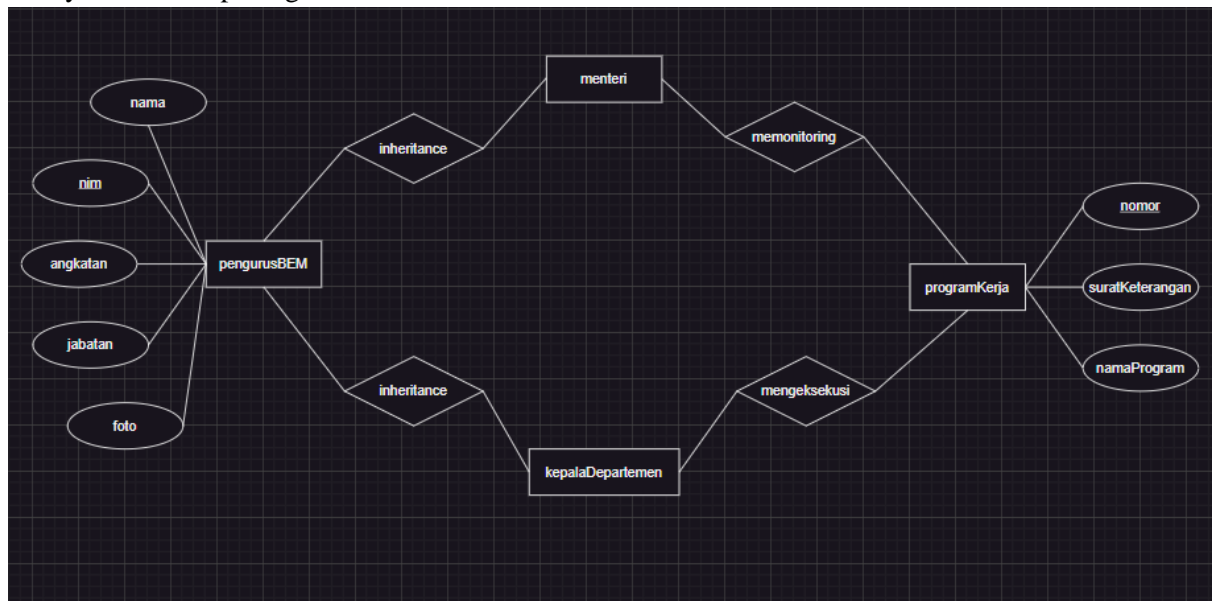 menteri
nama
memonitoring
inheritance
nim
nomor
angkatan
pengurusBEM
programKerja
suratKeterangan
jabatan
namaProgram
inheritance
mengeksekusi
foto
kepalaDepartemen